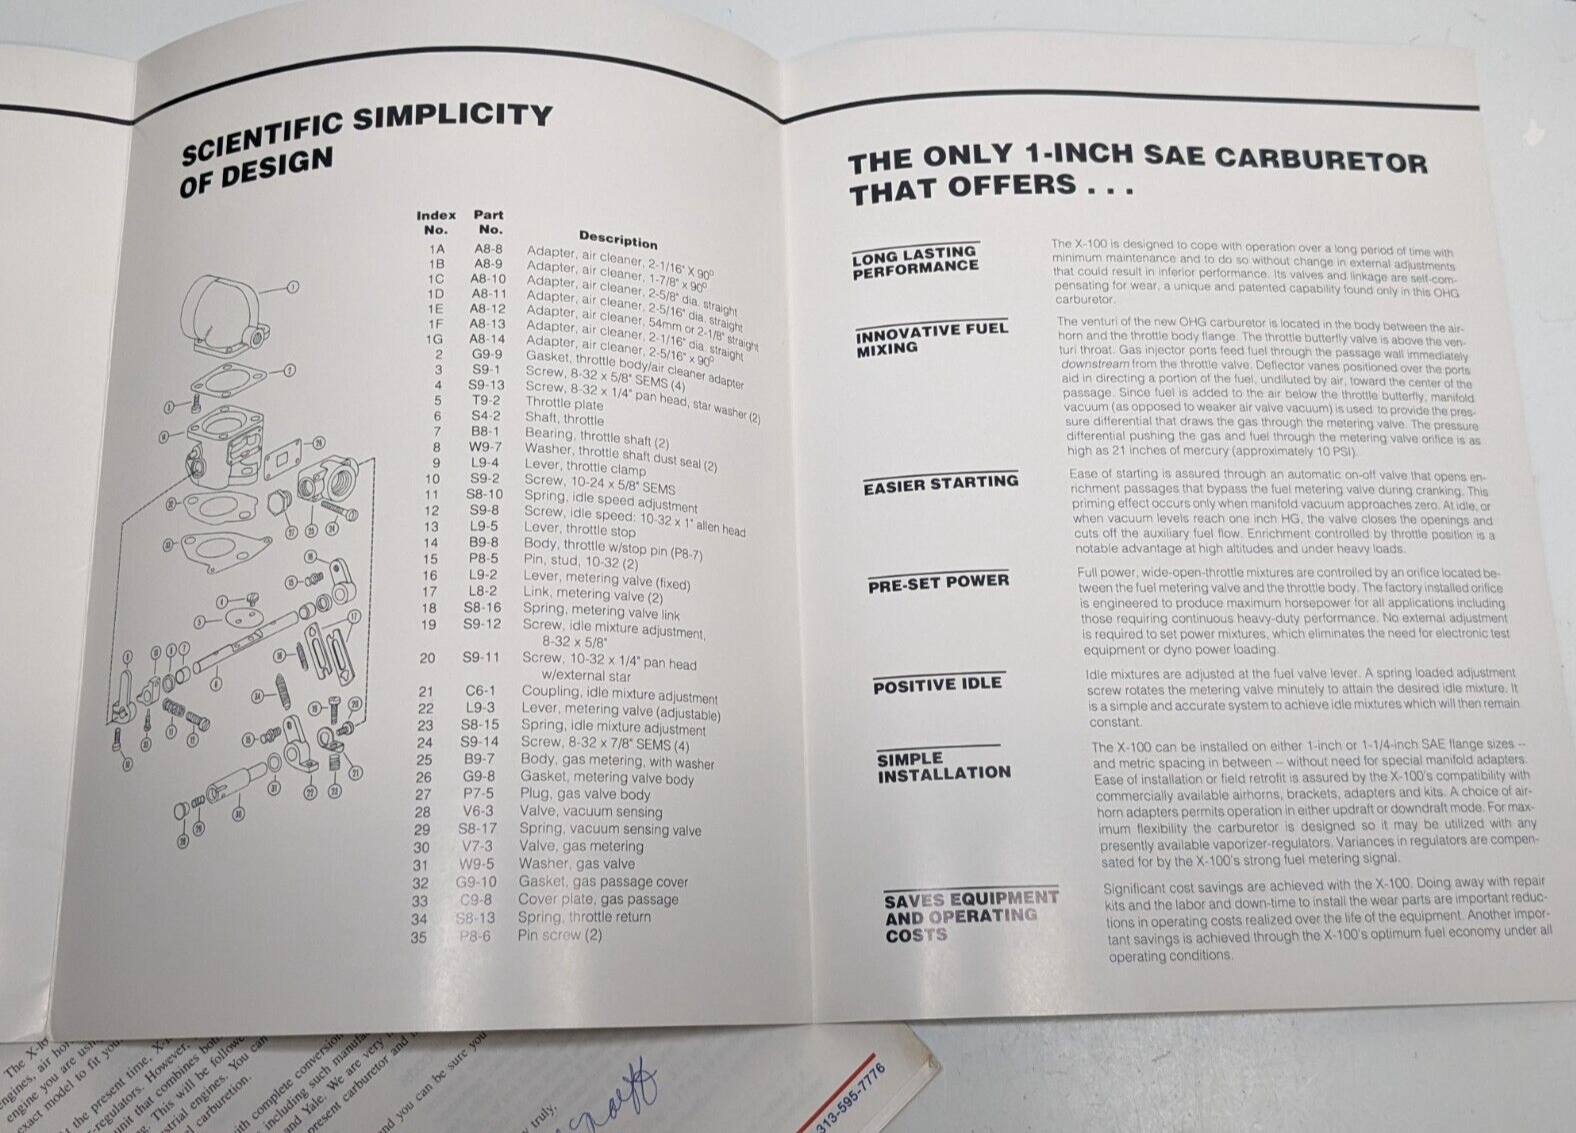 SCIENTIFIC SIMPLICITY
OF DESIGN
Index Part
No. No. Description
1A A8-8 Adapter, air cleaner, 2-1/16" X 90º
1B A8-9 Adapter, air cleaner, 1-7/8" x 90º
1C A8-10 Adapter, air cleaner, 2-5/8" dia. straight
1D A8-11 Adapter, air cleaner, 2-5/16" dia. straight
1E A8-12 Adapter, air cleaner, 54mm or 2-1/8" straight
1F A8-13 Adapter, air cleaner, 2-1/16" dia. straight
1G A8-14 Adapter, air cleaner, 2-5/16" x 90º
2 G9-9 Gasket, throttle body/air cleaner adapter
3 S9-1 Screw, 8-32 x 5/8" SEMS (4)
4 S9-13 Screw, 8-32 x 1/4" pan head, star washer (2)
5 T9-2 Throttle plate
6 S4-2 Shaft, throttle
7 B8-1 Bearing, throttle shaft (2)
8 W9-7 Washer, throttle shaft dust seal (2)
9 L9-4 Lever, throttle clamp
10 S9-2 Screw, 10-24 x 5/8" SEMS
11 S8-10 Spring, idle speed adjustment
12 S9-8 Screw, idle speed: 10-32 x 1" allen head
13 L9-5 Lever, throttle stop
14 B9-8 Body, throttle w/stop pin (P8-7)
15 P8-5 Pin, stud, 10-32 (2)
16 L9-2 Lever, metering valve (fixed)
17 L8-2 Link, metering valve (2)
18 S8-16 Spring, metering valve link
19 S9-12 Screw, idle mixture adjustment,
8-32 x 5/8"
20 S9-11 Screw, 10-32 x 1/4" pan head
w/external star
21 C6-1 Coupling, idle mixture adjustment
22 L9-3 Lever, metering valve (adjustable)
23 S8-15 Spring, idle mixture adjustment
24 S9-14 Screw, 8-32 x 7/8" SEMS (4)
25 B9-7 Body, gas metering, with washer
26 G9-8 Gasket, metering valve body
27 P7-5 Plug, gas valve body
28 V6-3 Valve, vacuum sensing
29 S8-17 Spring, vacuum sensing valve
30 V7-3 Valve, gas metering
31 W9-5 Washer, gas valve
32 G9-10 Gasket, gas passage cover
33 C9-8 Cover plate, gas passage
34 S8-13 Spring, throttle return
35 P8-6 Pin screw (2)
THE ONLY 1-INCH SAE CARBURETOR
THAT OFFERS . . .
LONG LASTING
PERFORMANCE
The X-100 is designed to cope with operation over a long period of time with
minimum maintenance and to do so without change in external adjustments
that could result in inferior performance. Its valves and linkage are self-com-
pensating for wear, a unique and patented capability found only in this OHG
carburetor.
INNOVATIVE FUEL
MIXING
The venturi of the new OHG carburetor is located in the body between the air-
horn and the throttle body flange. The throttle butterfly valve is above the ven-
turi throat. Gas injector ports feed fuel through the passage wall immediately
downstream from the throttle valve. Deflector vanes positioned over the ports
aid in directing a portion of the fuel, undiluted by air, toward the center of the
passage. Since fuel is added to the air below the throttle butterfly, manifold
vacuum (as opposed to weaker air valve vacuum) is used to provide the pres-
sure differential that draws the gas through the metering valve. The pressure
differential pushing the gas and fuel through the metering valve orifice is as
high as 21 inches of mercury (approximately 10 PSI).
EASIER STARTING
Ease of starting is assured through an automatic on-off valve that opens en-
richment passages that bypass the fuel metering valve during cranking. This
priming effect occurs only when manifold vacuum approaches zero. At idle, or
when vacuum levels reach one inch HG, the valve closes the openings and
cuts off the auxiliary fuel flow. Enrichment controlled by throttle position is a
notable advantage at high altitudes and under heavy loads.
PRE-SET POWER
Full power, wide-open-throttle mixtures are controlled by an orifice located be-
tween the fuel metering valve and the throttle body. The factory installed orifice
is engineered to produce maximum horsepower for all applications including
those requiring continuous heavy-duty performance. No external adjustment
is required to set power mixtures, which eliminates the need for electronic test
equipment or dyno power loading.
POSITIVE IDLE
Idle mixtures are adjusted at the fuel valve lever. A spring loaded adjustment
screw rotates the metering valve minutely to attain the desired idle mixture. It
is a simple and accurate system to achieve idle mixtures which will then remain
constant.
SIMPLE
INSTALLATION
The X-100 can be installed on either 1-inch or 1-1/4-inch SAE flange sizes --
and metric spacing in between -- without need for special manifold adapters.
Ease of installation or field retrofit is assured by the X-100's compatibility with
commercially available airhorns, brackets, adapters and kits. A choice of air-
horn adapters permits operation in either updraft or downdraft mode. For max-
imum flexibility the carburetor is designed so it may be utilized with any
presently available vaporizer-regulators. Variances in regulators are compen-
sated for by the X-100's strong fuel metering signal.
SAVES EQUIPMENT
AND OPERATING
COSTS
Significant cost savings are achieved with the X-100. Doing away with repair
kits and the labor and down-time to install the wear parts are important reduc-
tions in operating costs realized over the life of the equipment. Another impor-
tant savings is achieved through the X-100's optimum fuel economy under all
operating conditions.
313-595-7776